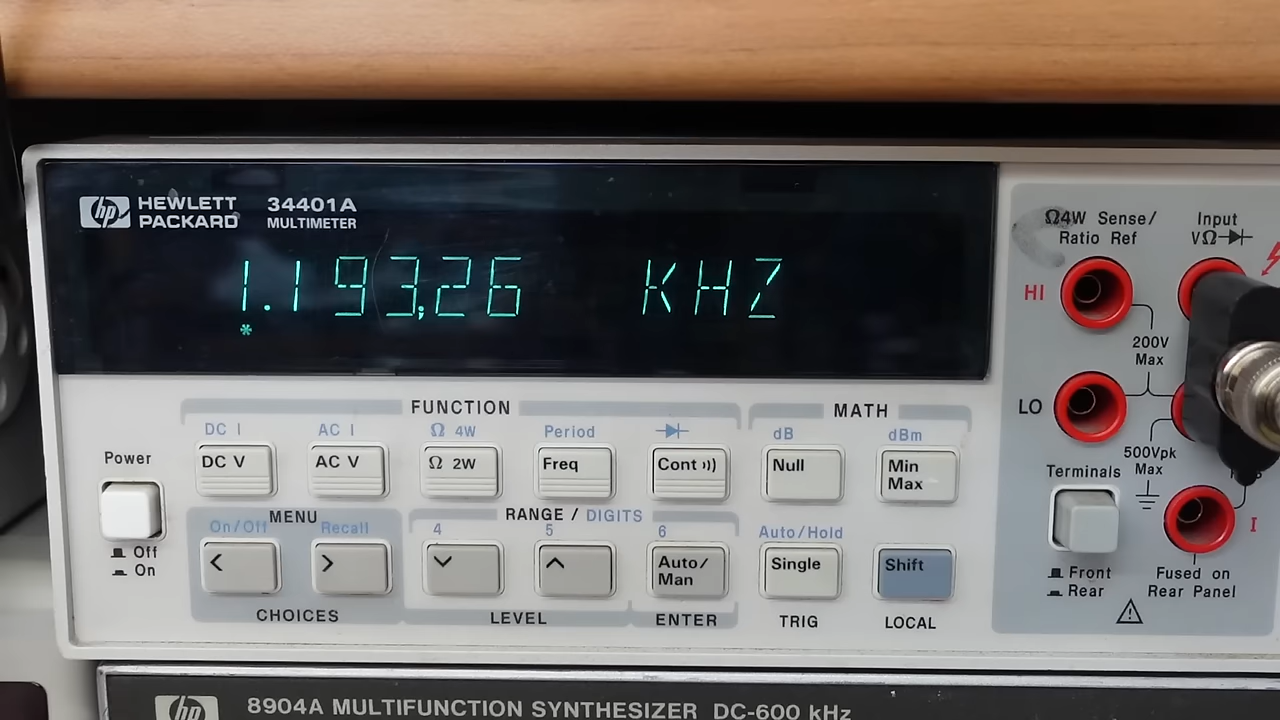 hp HEWLETT PACKARD 34401A MULTIMETER
1.193,26 KHZ
*
Ω4W Sense/ Ratio Ref
Input VΩ
HI
200V Max
LO
500Vpk Max
Terminals
Front
Rear
I
Fused on Rear Panel
FUNCTION
MATH
DC I
AC I
Ω 4W
Period
dB
dBm
Power
DC V
AC V
Ω 2W
Freq
Cont
Null
Min Max
Off
On
MENU
RANGE / DIGITS
On/Off
Recall
4
5
6
Auto/Hold
<
>
Auto/ Man
Single
Shift
CHOICES
LEVEL
ENTER
TRIG
LOCAL
hp 8904A MULTIFUNCTION SYNTHESIZER DC-600 kHz